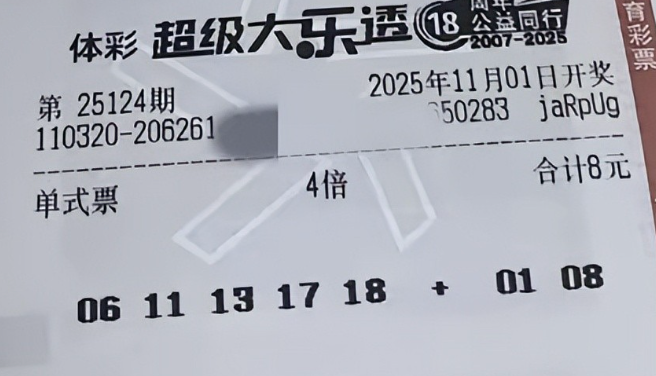 体彩 超级大乐透 18 周年
公益同行
2007-2025
育彩票
第 25124期 2025年11月01日开奖
110320-206261 50283 jaRpUg
单式票 4倍 合计8元
06 11 13 17 18 + 01 08